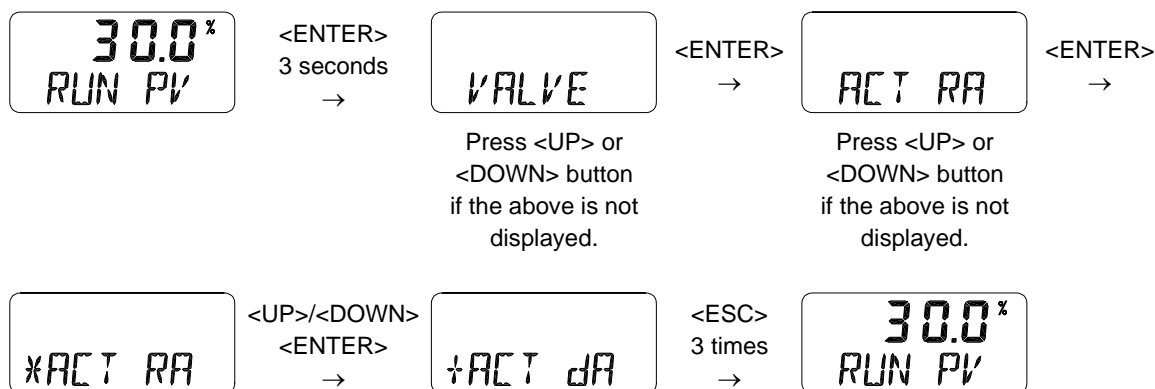 30.0%
RUN PV
<ENTER>
3 seconds
→
VALVE
<ENTER>
→
ACT RA
<ENTER>
→
Press <UP> or
<DOWN> button
if the above is not
displayed.
Press <UP> or
<DOWN> button
if the above is not
displayed.
*ACT RA
<UP>/<DOWN>
<ENTER>
→
+ACT dA
<ESC>
3 times
→
30.0%
RUN PV